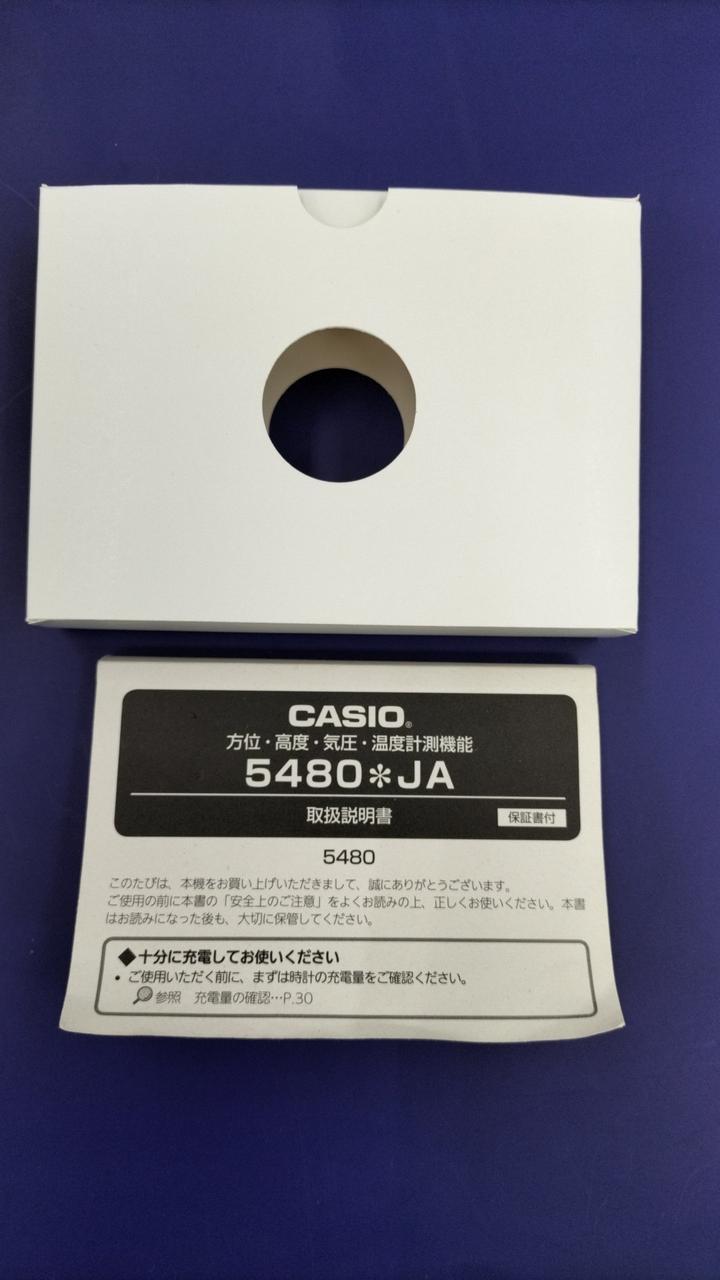 CASIO®
方位・高度・気圧・温度計測機能
5480＊JA
取扱説明書
保証書付
5480
このたびは、本機をお買い上げいただきまして、誠にありがとうございます。
ご使用の前に本書の「安全上のご注意」をよくお読みの上、正しくお使いください。本書
はお読みになった後も、大切に保管してください。
◆十分に充電してお使いください
• ご使用いただく前に、まずは時計の充電量をご確認ください。
参照 充電量の確認…P.30